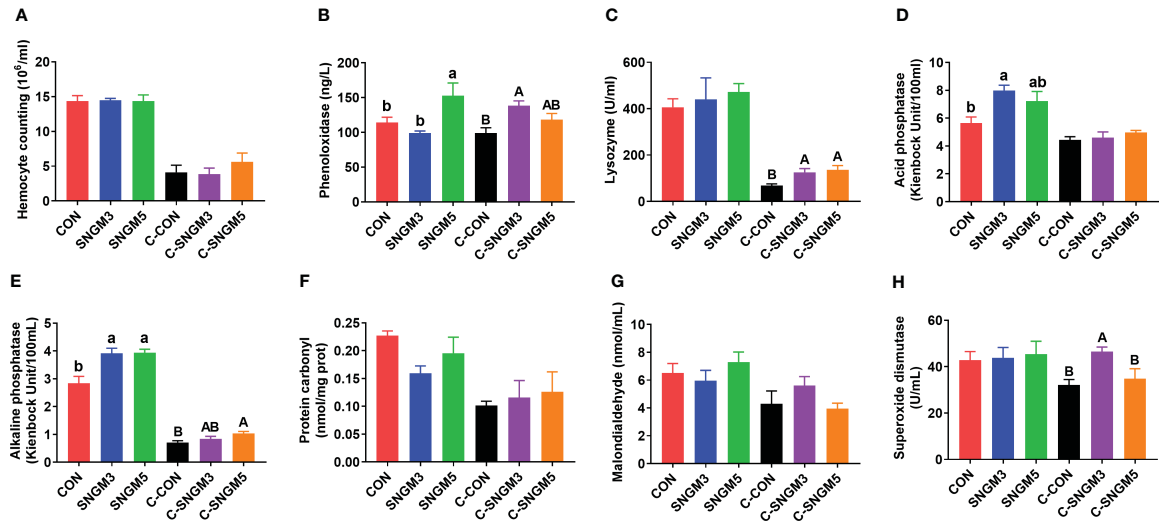 A
Hemocyte counting (10⁶/ml)
20
15
10
5
0
CON
SNGM3
SNGM5
C-CON
C-SNGM3
C-SNGM5
B
Phenoloxidase (ng/L)
200
150
100
50
0
b
b
a
B
A
AB
CON
SNGM3
SNGM5
C-CON
C-SNGM3
C-SNGM5
C
Lysozyme (U/ml)
600
400
200
0
B
A
A
CON
SNGM3
SNGM5
C-CON
C-SNGM3
C-SNGM5
D
Acid phosphatase
(Kienbock Unit/100ml)
10
8
6
4
2
0
b
a
ab
CON
SNGM3
SNGM5
C-CON
C-SNGM3
C-SNGM5
E
Alkaline phosphatase
(Kienbock Unit/100mL)
5
4
3
2
1
0
b
a
a
B
AB
A
CON
SNGM3
SNGM5
C-CON
C-SNGM3
C-SNGM5
F
Protein carbonyl
(nmol/mg prot)
0.25
0.20
0.15
0.10
0.05
0.00
CON
SNGM3
SNGM5
C-CON
C-SNGM3
C-SNGM5
G
Malondialdehyde (nmol/mL)
10
8
6
4
2
0
CON
SNGM3
SNGM5
C-CON
C-SNGM3
C-SNGM5
H
Superoxide dismutase
(U/mL)
60
40
20
0
B
A
B
CON
SNGM3
SNGM5
C-CON
C-SNGM3
C-SNGM5